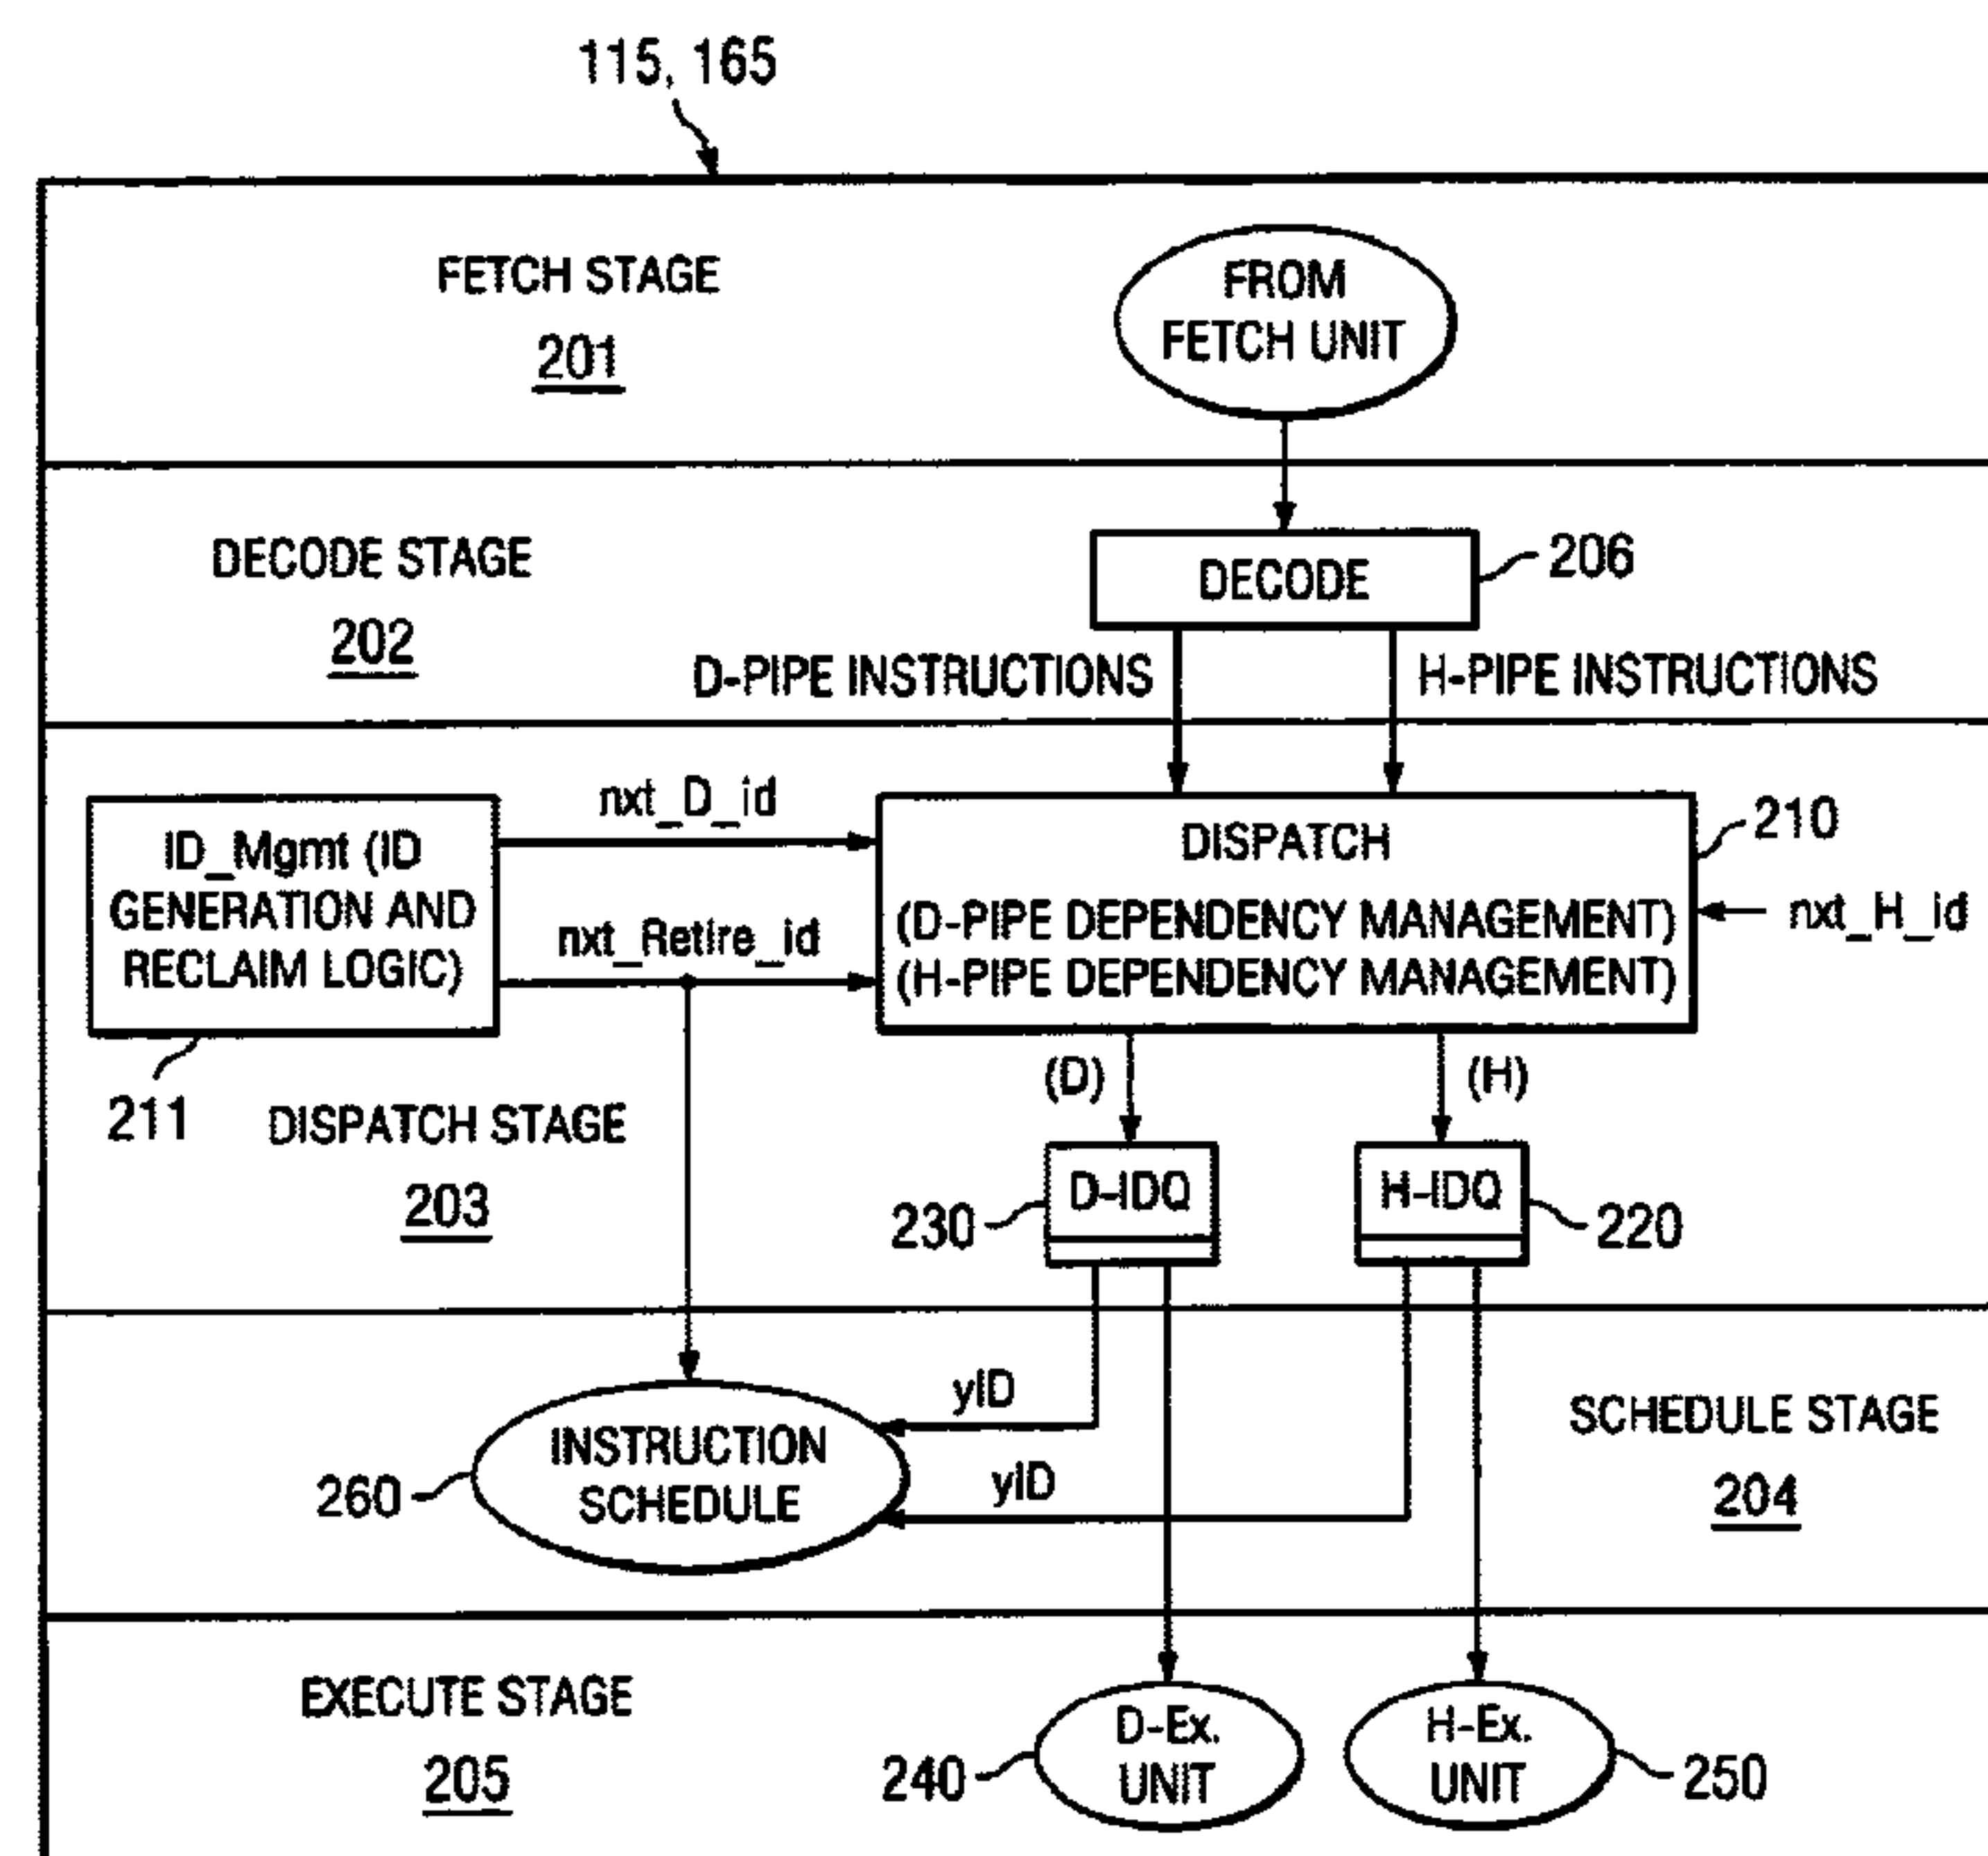 115, 165
FETCH STAGE
201
FROM
FETCH UNIT
DECODE STAGE
202
DECODE
206
D-PIPE INSTRUCTIONS
H-PIPE INSTRUCTIONS
ID_Mgmt (ID
GENERATION AND
RECLAIM LOGIC)
211
nxt_D_id
nxt_Retire_id
DISPATCH
(D-PIPE DEPENDENCY MANAGEMENT)
(H-PIPE DEPENDENCY MANAGEMENT)
210
nxt_H_id
DISPATCH STAGE
203
(D)
(H)
D-IDQ
230
H-IDQ
220
yID
yID
INSTRUCTION
SCHEDULE
260
SCHEDULE STAGE
204
EXECUTE STAGE
205
D-Ex.
UNIT
240
H-Ex.
UNIT
250